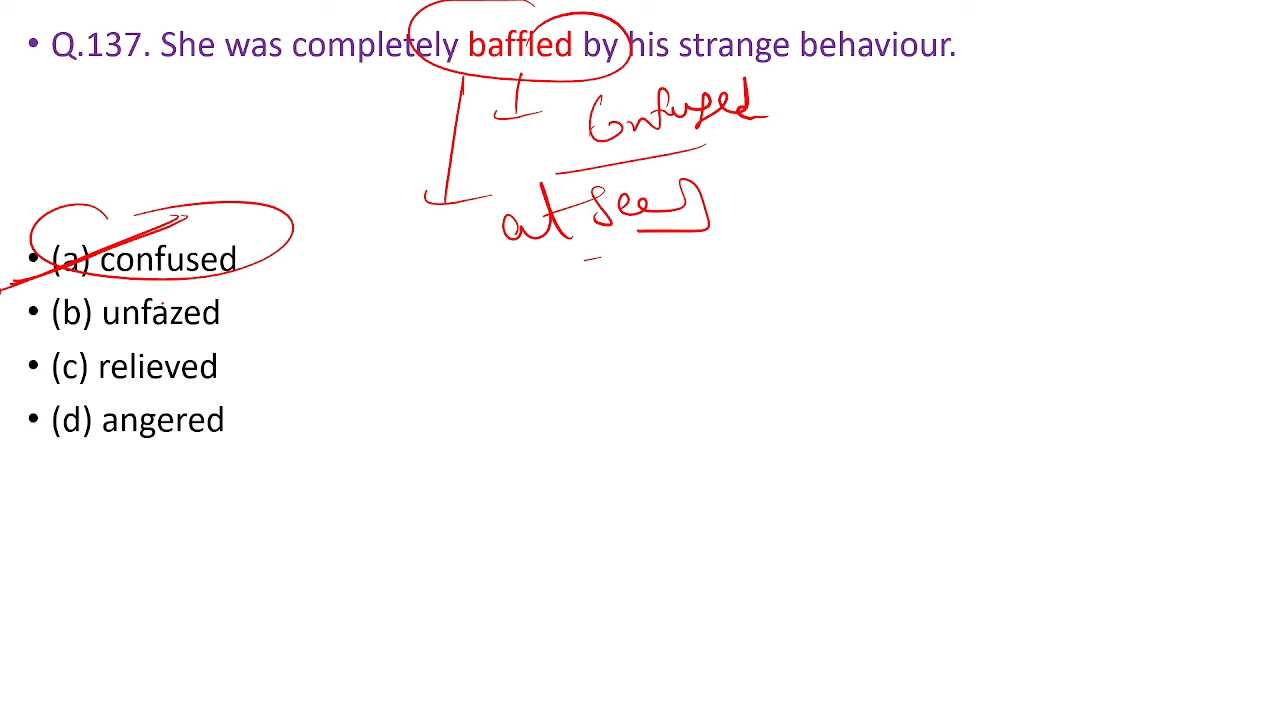 • Q.137. She was completely baffled by his strange behaviour.
Confused
at sea
• (a) confused
• (b) unfazed
• (c) relieved
• (d) angered